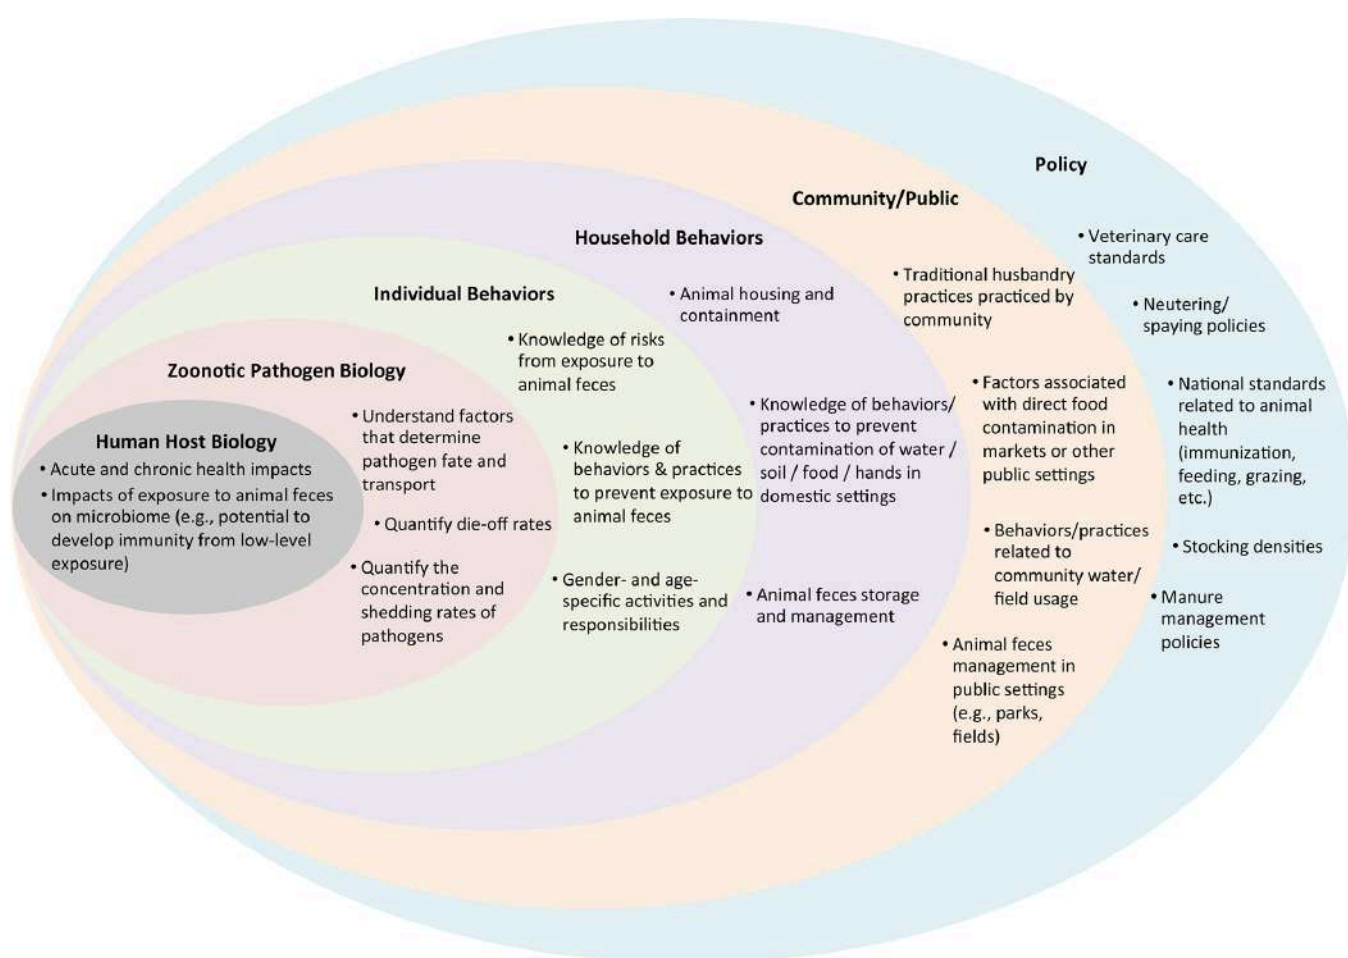 Policy
• Veterinary care
standards
• Neutering/
spaying policies
• National standards
related to animal
health
(immunization,
feeding, grazing,
etc.)
• Stocking densities
• Manure
management
policies
Community/Public
• Traditional husbandry
practices practiced by
community
• Factors associated
with direct food
contamination in
markets or other
public settings
• Behaviors/practices
related to
community water/
field usage
• Animal feces
management in
public settings
(e.g., parks,
fields)
Household Behaviors
• Animal housing and
containment
• Knowledge of behaviors/
practices to prevent
contamination of water /
soil / food / hands in
domestic settings
• Animal feces storage
and management
Individual Behaviors
• Knowledge of risks
from exposure to
animal feces
• Knowledge of
behaviors & practices
to prevent exposure to
animal feces
• Gender- and age-
specific activities and
responsibilities
Zoonotic Pathogen Biology
• Understand factors
that determine
pathogen fate and
transport
• Quantify die-off rates
• Quantify the
concentration and
shedding rates of
pathogens
Human Host Biology
• Acute and chronic health impacts
• Impacts of exposure to animal feces
on microbiome (e.g., potential to
develop immunity from low-level
exposure)